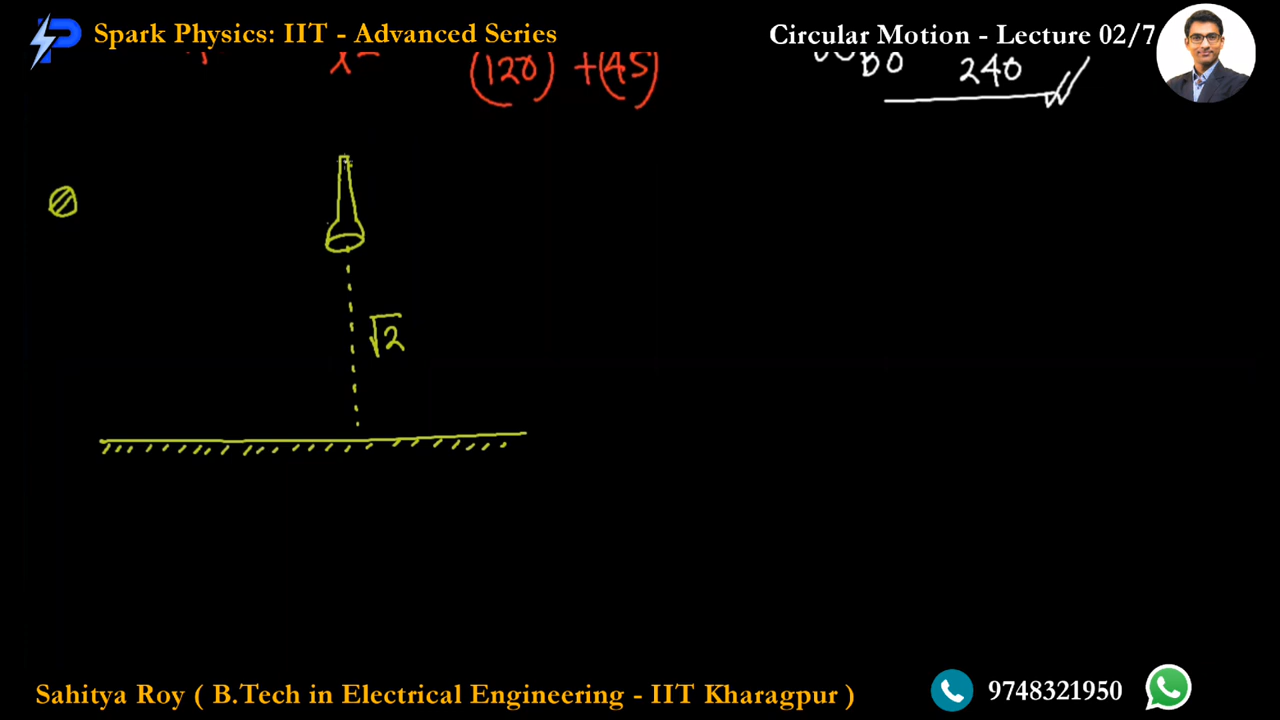 Spark Physics: IIT - Advanced Series
Circular Motion - Lecture 02/7
(120) + (45)
240
√2
Sahitya Roy ( B.Tech in Electrical Engineering - IIT Kharagpur )
9748321950